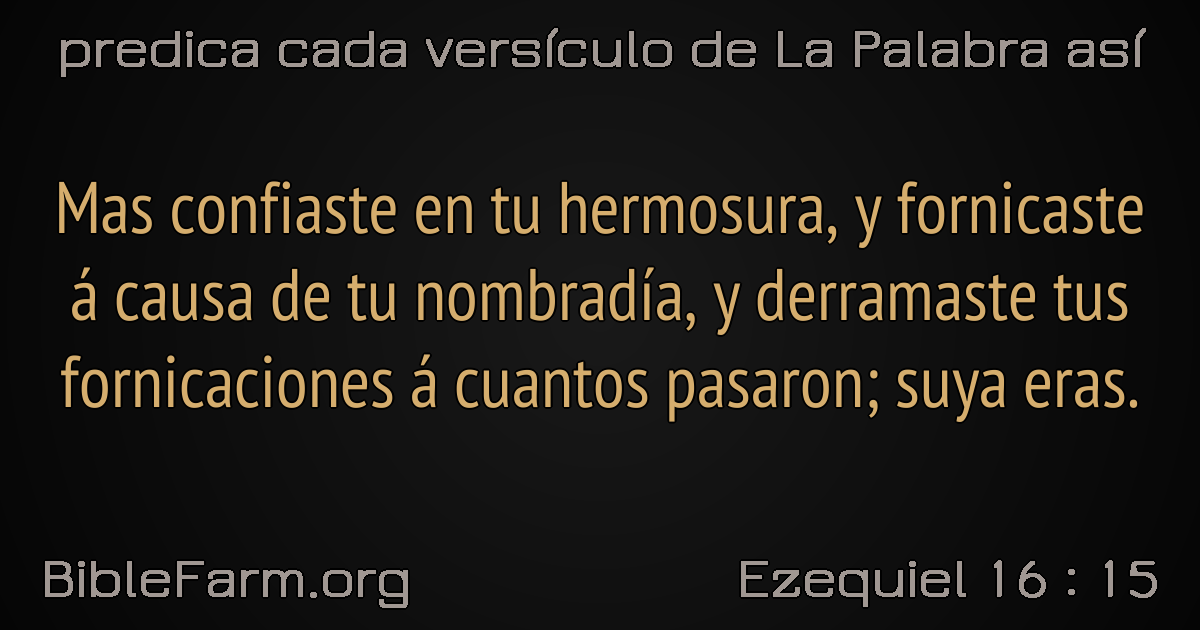 predica cada versículo de La Palabra así
Mas confiaste en tu hermosura, y fornicaste
á causa de tu nombradía, y derramaste tus
fornicaciones á cuantos pasaron; suya eras.
BibleFarm.org
Ezequiel 16 : 15